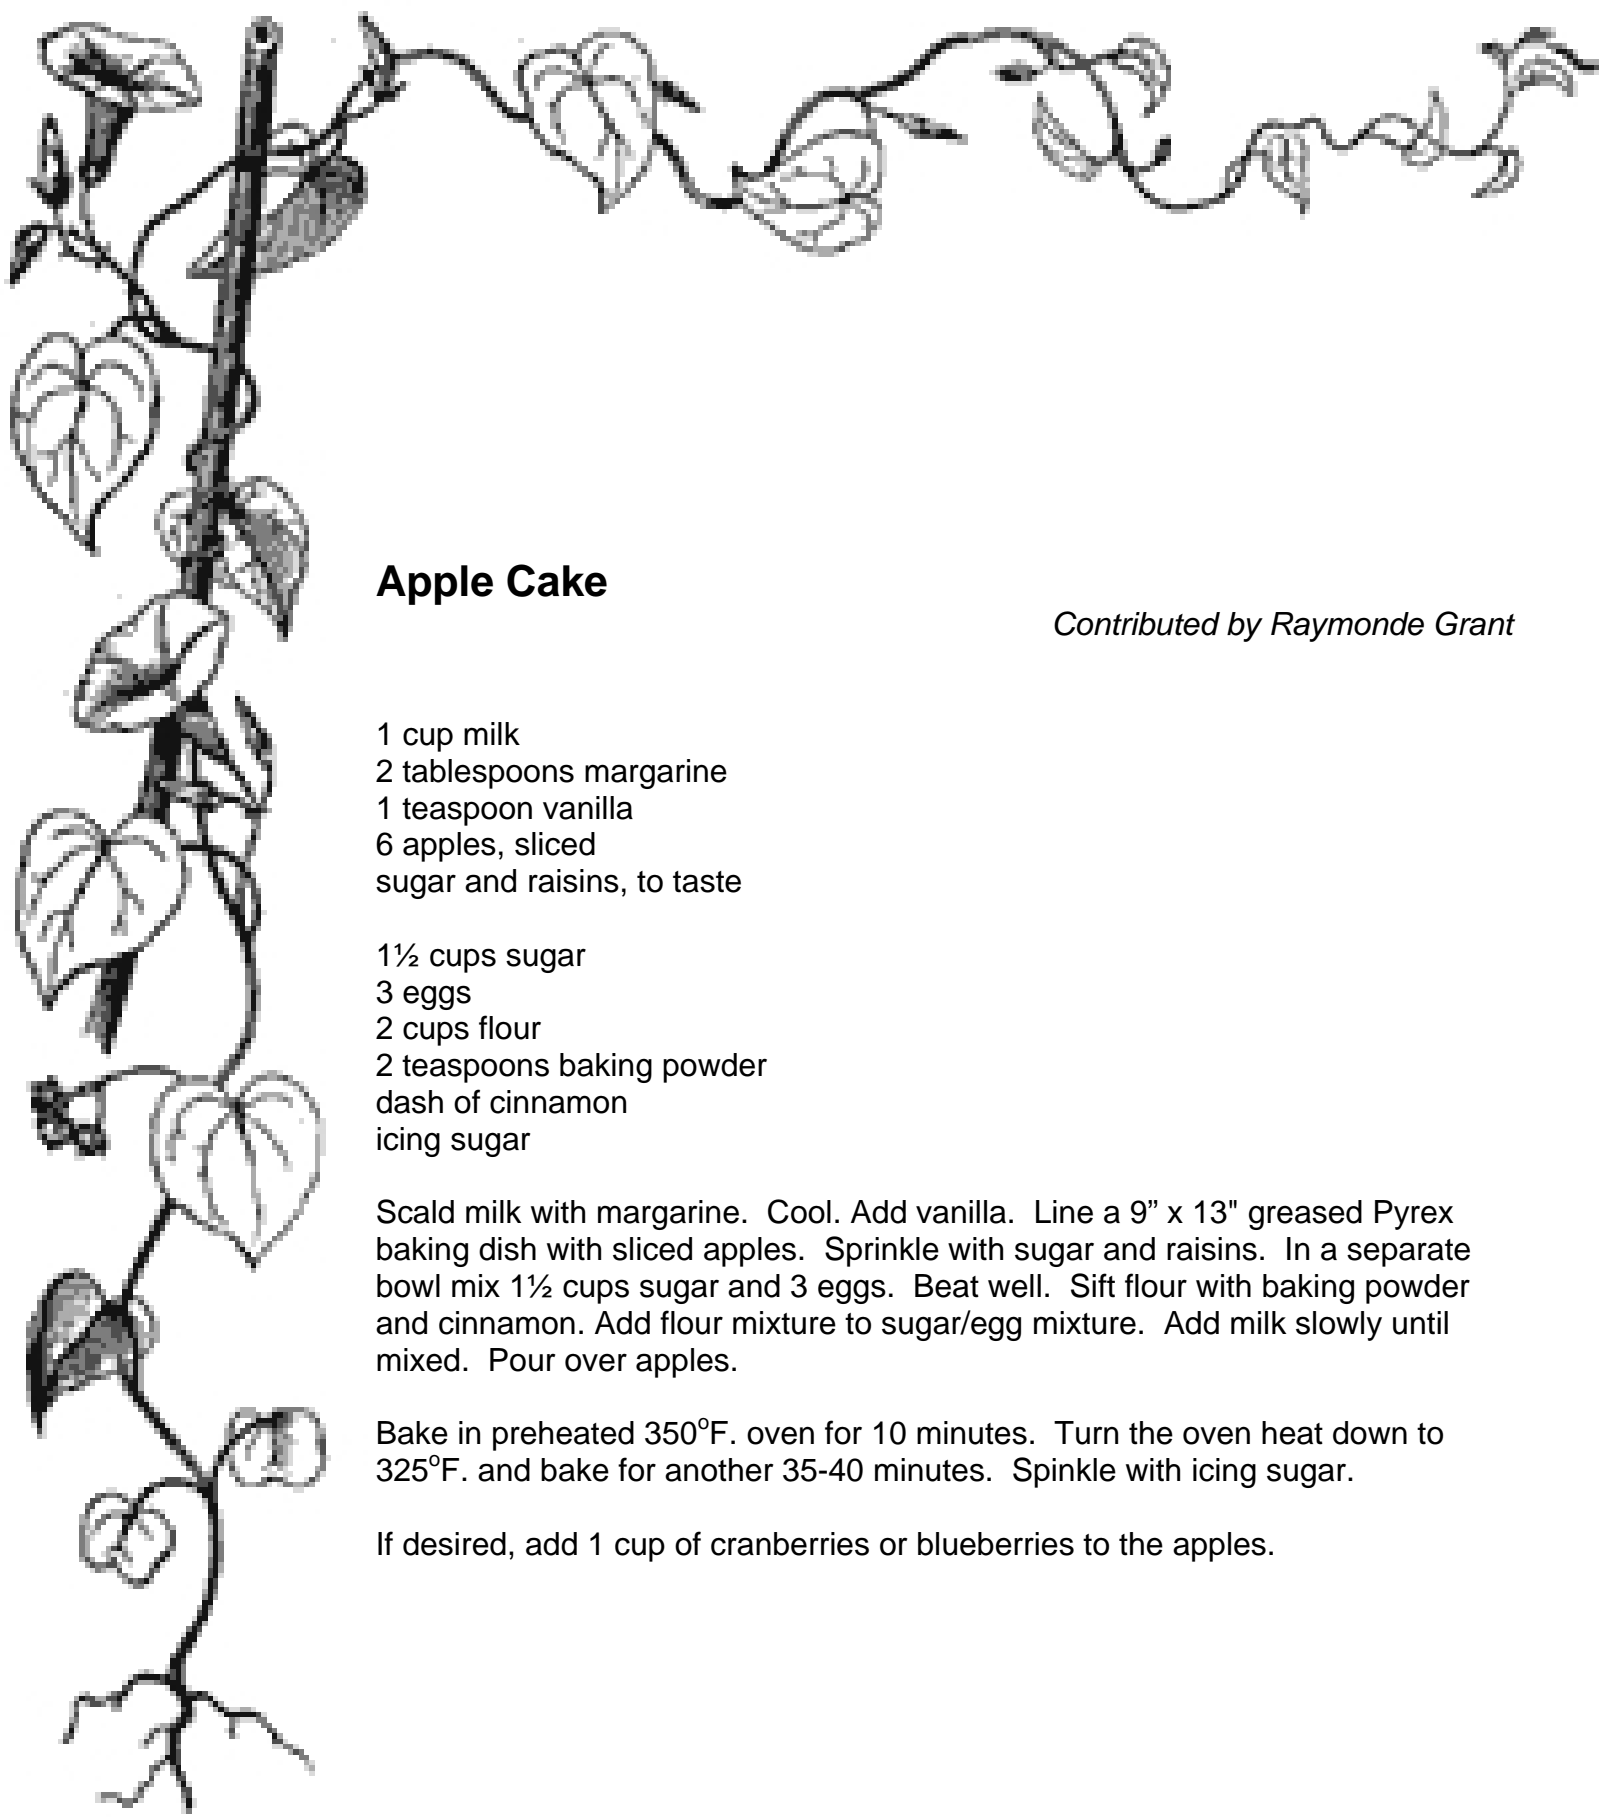 Apple Cake
Contributed by Raymonde Grant
1 cup milk
2 tablespoons margarine
1 teaspoon vanilla
6 apples, sliced
sugar and raisins, to taste
1½ cups sugar
3 eggs
2 cups flour
2 teaspoons baking powder
dash of cinnamon
icing sugar
Scald milk with margarine.  Cool. Add vanilla.  Line a 9” x 13" greased Pyrex
baking dish with sliced apples.  Sprinkle with sugar and raisins.  In a separate
bowl mix 1½ cups sugar and 3 eggs.  Beat well.  Sift flour with baking powder
and cinnamon. Add flour mixture to sugar/egg mixture.  Add milk slowly until
mixed.  Pour over apples.
Bake in preheated 350°F. oven for 10 minutes.  Turn the oven heat down to
325°F. and bake for another 35-40 minutes.  Spinkle with icing sugar.
If desired, add 1 cup of cranberries or blueberries to the apples.